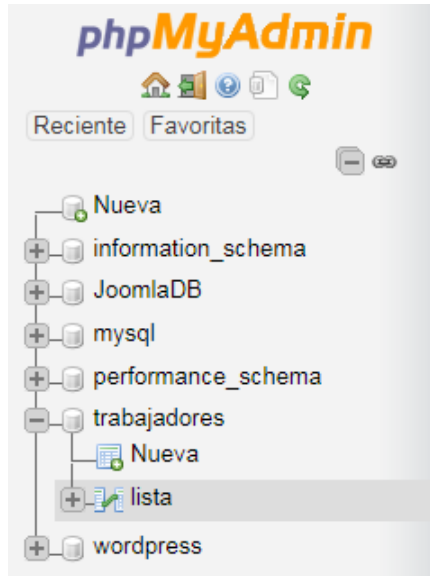 phpMyAdmin
Reciente Favoritas
Nueva
information_schema
JoomlaDB
mysql
performance_schema
trabajadores
Nueva
lista
wordpress